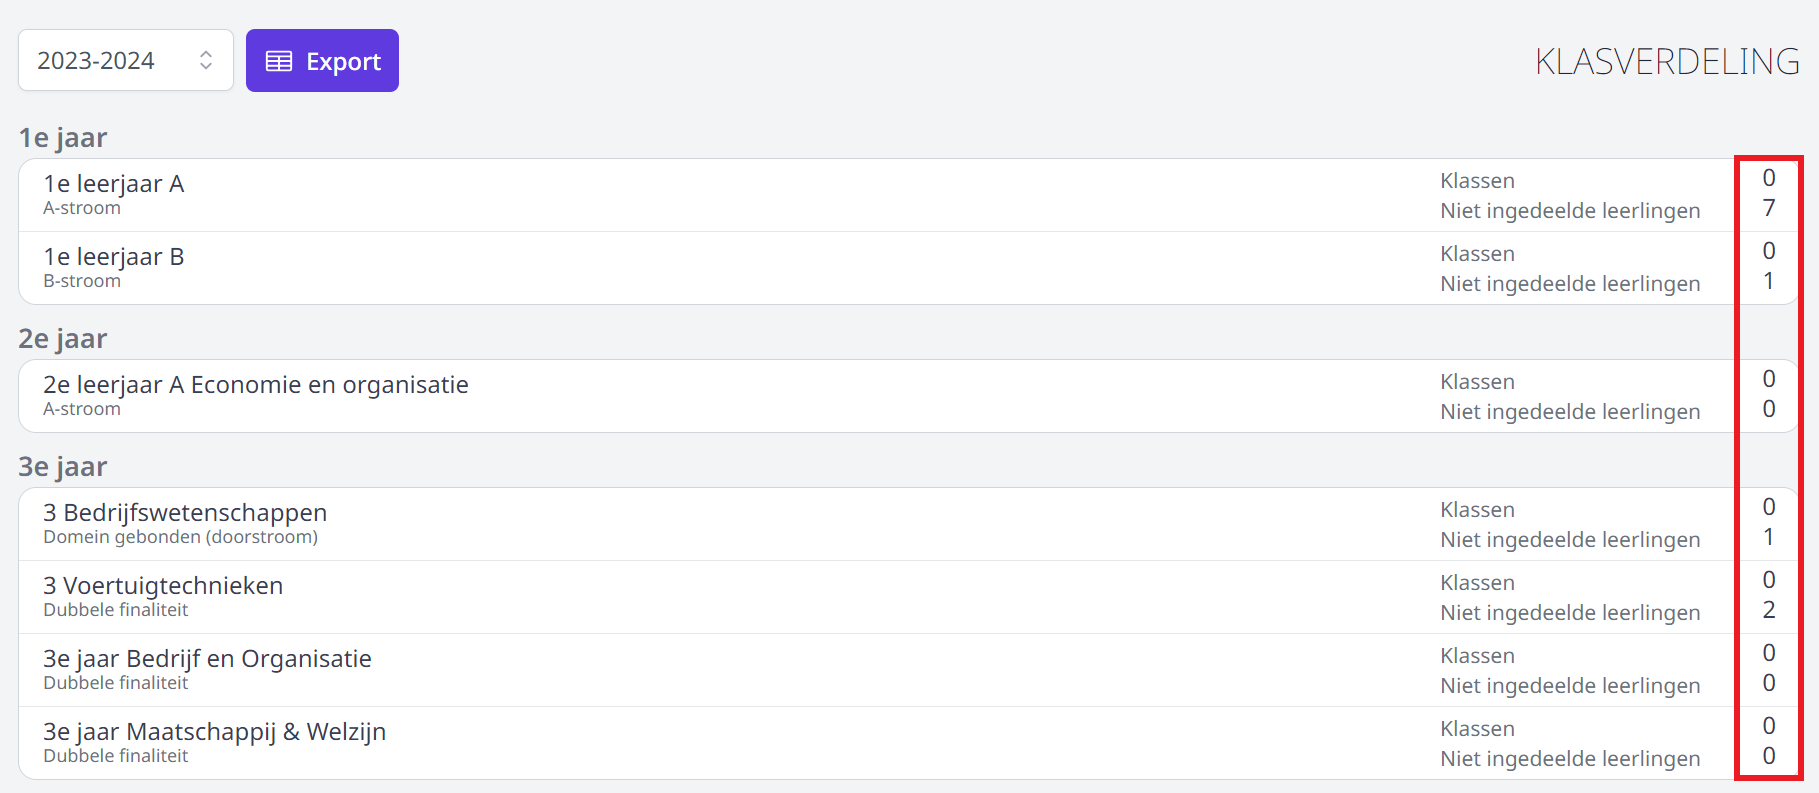 2023-2024
Export
KLASVERDELING
1e jaar
1e leerjaar A
A-stroom
Klassen 0
Niet ingedeelde leerlingen 7
1e leerjaar B
B-stroom
Klassen 0
Niet ingedeelde leerlingen 1
2e jaar
2e leerjaar A Economie en organisatie
A-stroom
Klassen 0
Niet ingedeelde leerlingen 0
3e jaar
3 Bedrijfswetenschappen
Domein gebonden (doorstroom)
Klassen 0
Niet ingedeelde leerlingen 1
3 Voertuigtechnieken
Dubbele finaliteit
Klassen 0
Niet ingedeelde leerlingen 2
3e jaar Bedrijf en Organisatie
Dubbele finaliteit
Klassen 0
Niet ingedeelde leerlingen 0
3e jaar Maatschappij & Welzijn
Dubbele finaliteit
Klassen 0
Niet ingedeelde leerlingen 0